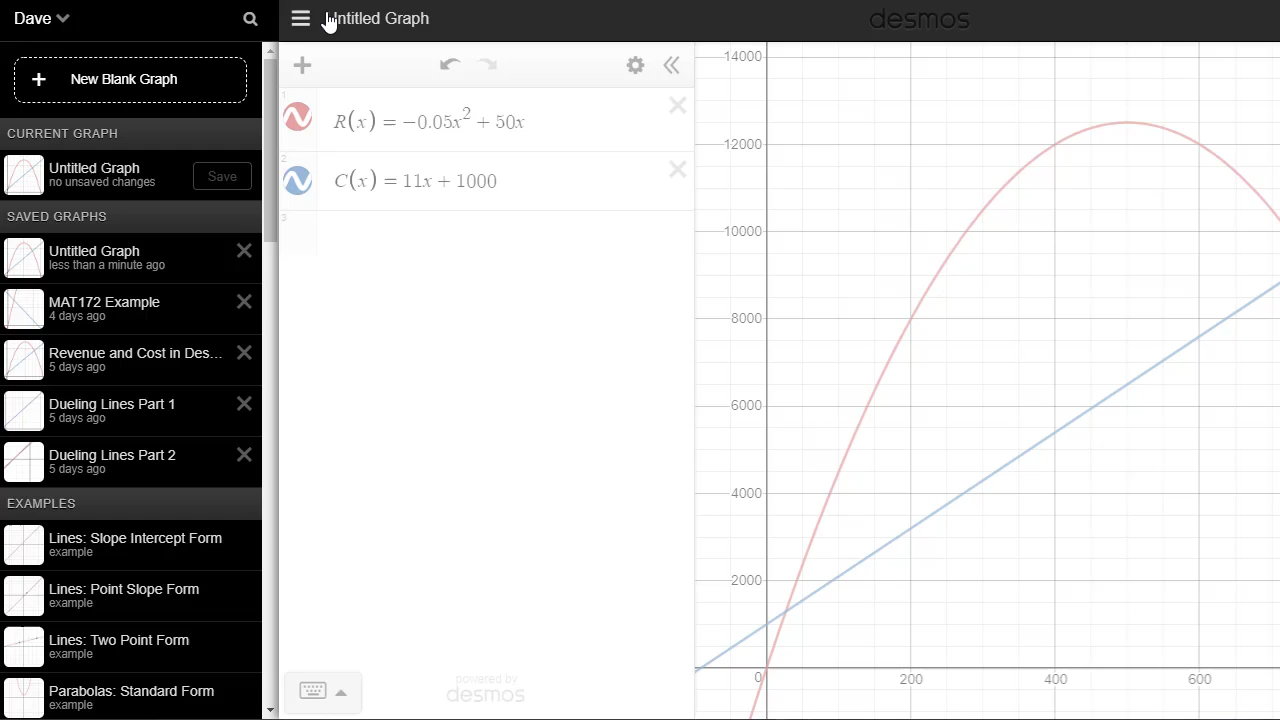 Dave
Untitled Graph
desmos
New Blank Graph
CURRENT GRAPH
Untitled Graph
no unsaved changes
Save
SAVED GRAPHS
Untitled Graph
less than a minute ago
MAT172 Example
4 days ago
Revenue and Cost in Des...
5 days ago
Dueling Lines Part 1
5 days ago
Dueling Lines Part 2
5 days ago
EXAMPLES
Lines: Slope Intercept Form
example
Lines: Point Slope Form
example
Lines: Two Point Form
example
Parabolas: Standard Form
example
1
R(x) = −0.05x² + 50x
2
C(x) = 11x + 1000
3
powered by
desmos
14000
12000
10000
8000
6000
4000
2000
0
200
400
600